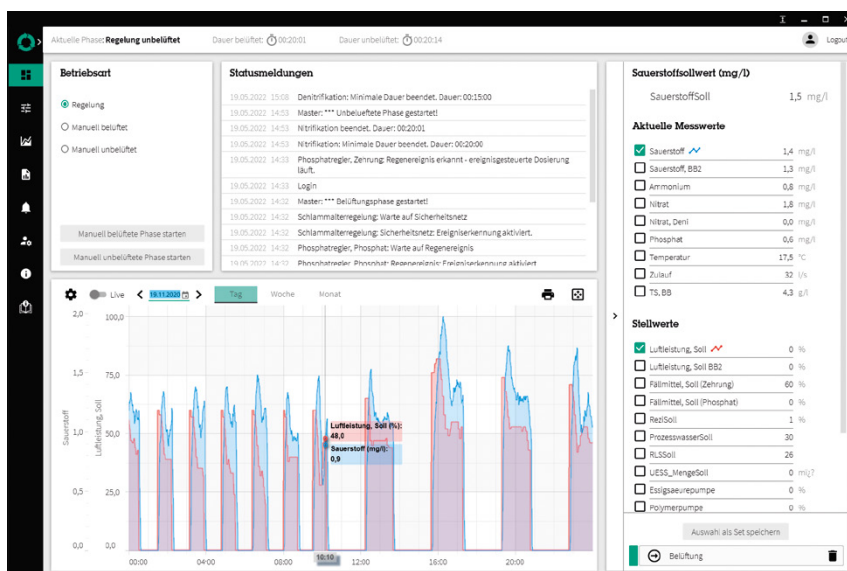 Aktuelle Phase: Regelung unbelüftet Dauer belüftet: 00:20:01 Dauer unbelüftet: 00:20:14 Logout
Betriebsart
Regelung
Manuell belüftet
Manuell unbelüftet
Manuell belüftete Phase starten
Manuell unbelüftete Phase starten
Statusmeldungen
19.05.2022 15:08 Denitrifikation: Minimale Dauer beendet. Dauer: 00:15:00
19.05.2022 14:53 Master: *** Unbelueftete Phase gestartet!
19.05.2022 14:53 Nitrifikation beendet. Dauer: 00:20:01
19.05.2022 14:53 Nitrifikation: Minimale Dauer beendet. Dauer: 00:20:00
19.05.2022 14:33 Phosphatregler, Zehrung: Regenereignis erkannt - ereignisgesteuerte Dosierung
läuft.
19.05.2022 14:33 Login
19.05.2022 14:32 Master: *** Belüftungsphase gestartet!
19.05.2022 14:32 Schlammalterregelung: Warte auf Sicherheitsnetz
19.05.2022 14:32 Schlammalterregelung: Sicherheitsnetz: Ereigniserkennung aktiviert.
19.05.2022 14:32 Phosphatregler, Phosphat: Warte auf Regenereignis
19.05.2022 14:32 Phosphatregler, Phosphat: Regenereignis: Ereigniserkennung aktiviert
Live 19.11.2020 Tag Woche Monat
2,0 100,0
1,5 75,0
1,0 50,0
0,5 25,0
0,0 0,0
Sauerstoff
Luftleistung, Soll
Luftleistung, Soll (%):
48,0
Sauerstoff (mg/l):
0,9
00:00 04:00 08:00 10:10 12:00 16:00 20:00
Sauerstoffsollwert (mg/l)
SauerstoffSoll 1,5 mg/l
Aktuelle Messwerte
Sauerstoff 1,4 mg/l
Sauerstoff, BB2 1,3 mg/l
Ammonium 0,8 mg/l
Nitrat 1,8 mg/l
Nitrat, Deni 0,0 mg/l
Phosphat 0,6 mg/l
Temperatur 17,5 °C
Zulauf 32 l/s
TS, BB 4,3 g/l
Stellwerte
Luftleistung, Soll 0 %
Luftleistung, Soll BB2 0 %
Fällmittel, Soll (Zehrung) 60 %
Fällmittel, Soll (Phosphat) 0 %
ReziSoll 1 %
ProzesswasserSoll 30
RLSSoll 26
UESS_MengeSoll 0
Essigsaeurepumpe 0 %
Polymerpumpe 0 %
Auswahl als Set speichern
Belüftung